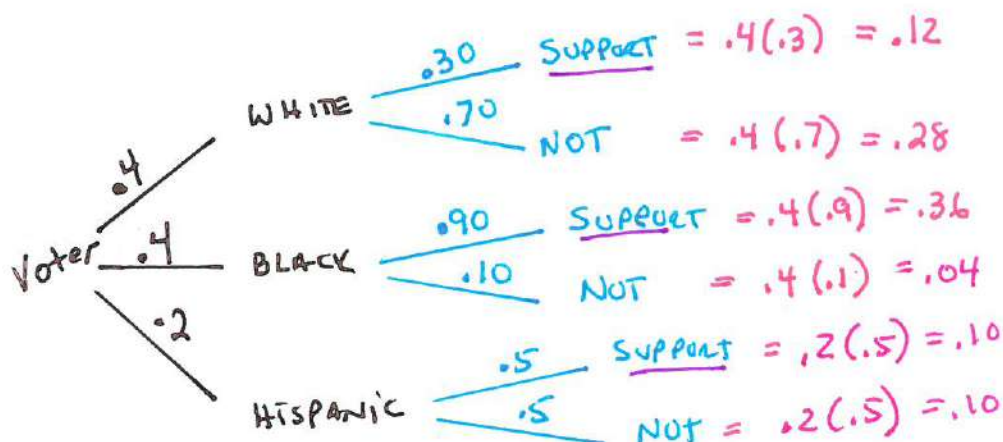 .30 SUPPORT = .4(.3) = .12
WHITE
.70 NOT = .4(.7) = .28
.4
.90 SUPPORT = .4(.9) = .36
Voter .4 BLACK
.10 NOT = .4(.1) = .04
.2
.5 SUPPORT = .2(.5) = .10
HISPANIC
.5 NOT = .2(.5) = .10